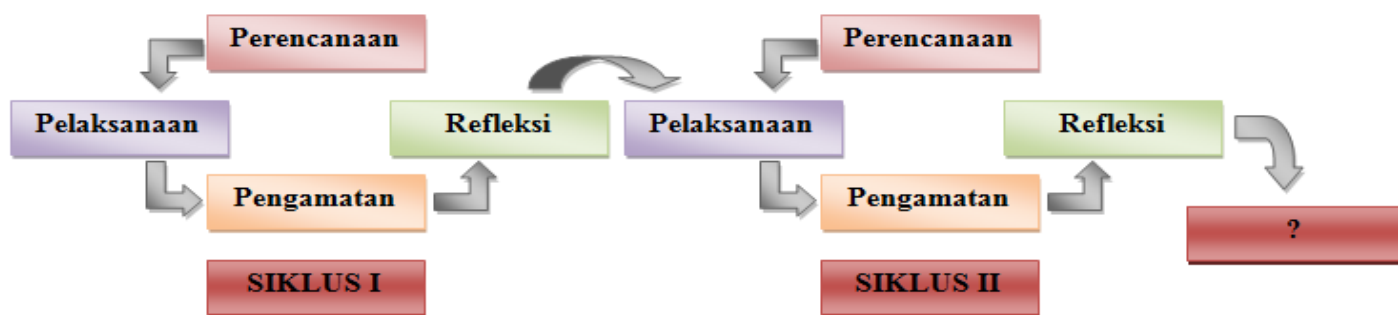 Perencanaan
Pelaksanaan
Pengamatan
Refleksi
SIKLUS I
Perencanaan
Pelaksanaan
Pengamatan
Refleksi
SIKLUS II
?